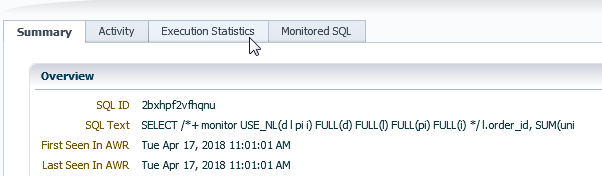 Summary Activity Execution Statistics Monitored SQL
Overview
SQL ID 2bxhpf2vfhqnu
SQL Text SELECT /*+ monitor USE_NL(d l pi i) FULL(d) FULL(l) FULL(pi) FULL(i) */ l.order_id, SUM(uni
First Seen In AWR Tue Apr 17, 2018 11:01:01 AM
Last Seen In AWR Tue Apr 17, 2018 11:01:01 AM